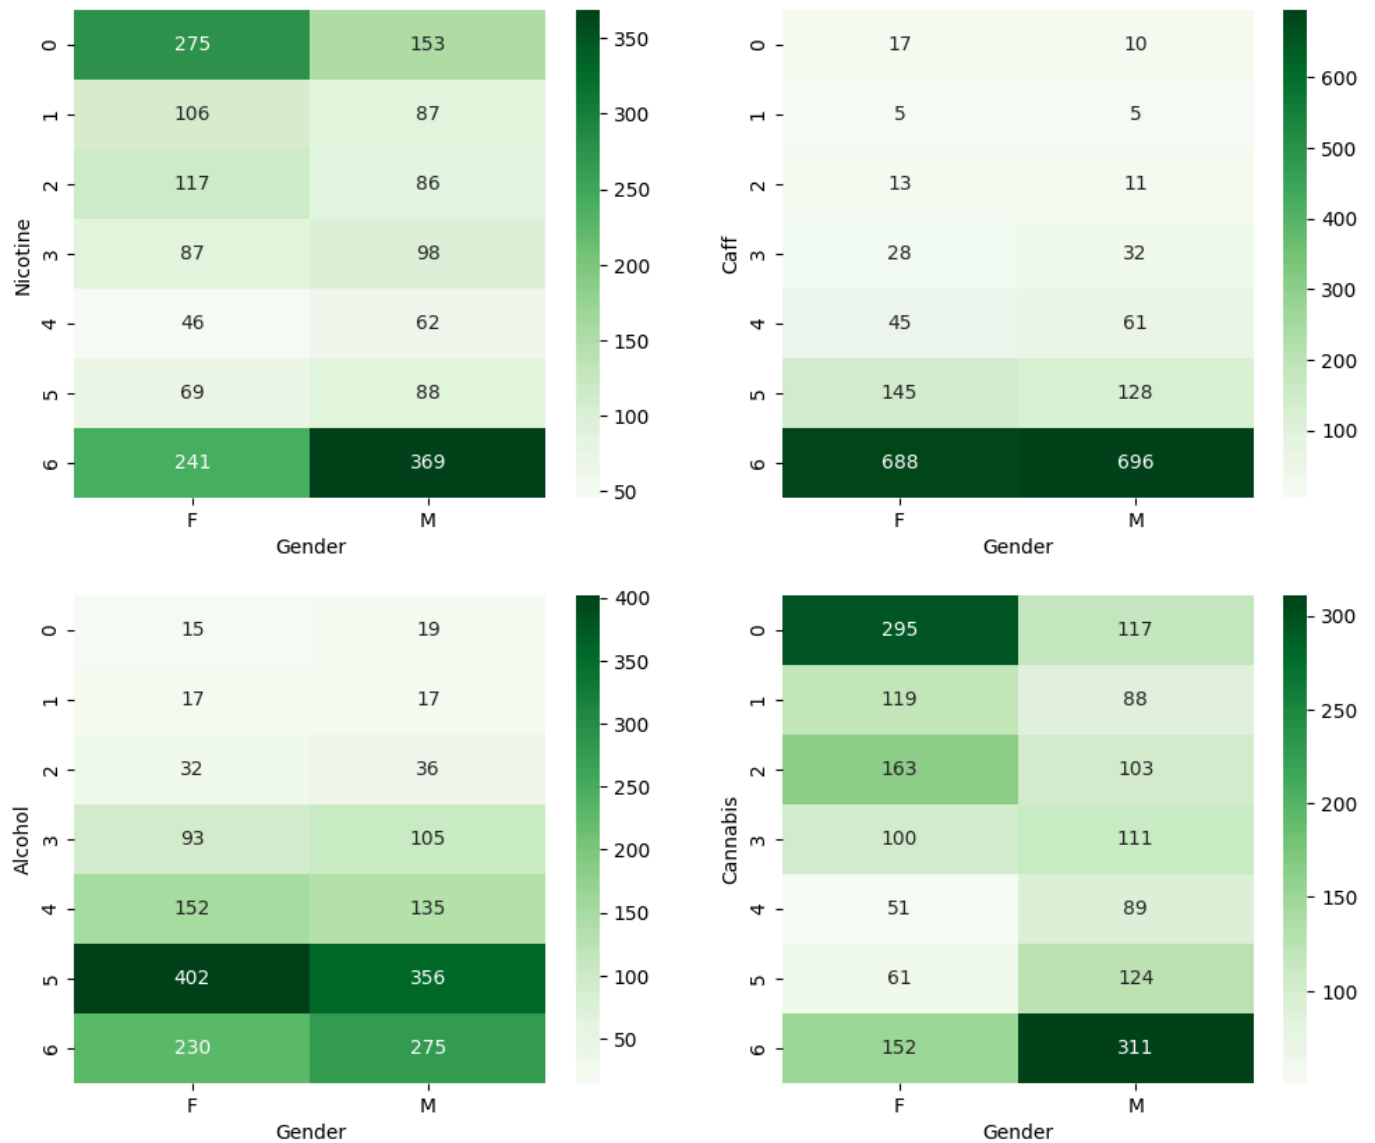 Nicotine
0 275 153
1 106 87
2 117 86
3 87 98
4 46 62
5 69 88
6 241 369
F M
Gender
350
300
250
200
150
100
50
Caff
0 17 10
1 5 5
2 13 11
3 28 32
4 45 61
5 145 128
6 688 696
F M
Gender
600
500
400
300
200
100
Alcohol
0 15 19
1 17 17
2 32 36
3 93 105
4 152 135
5 402 356
6 230 275
F M
Gender
400
350
300
250
200
150
100
50
Cannabis
0 295 117
1 119 88
2 163 103
3 100 111
4 51 89
5 61 124
6 152 311
F M
Gender
300
250
200
150
100